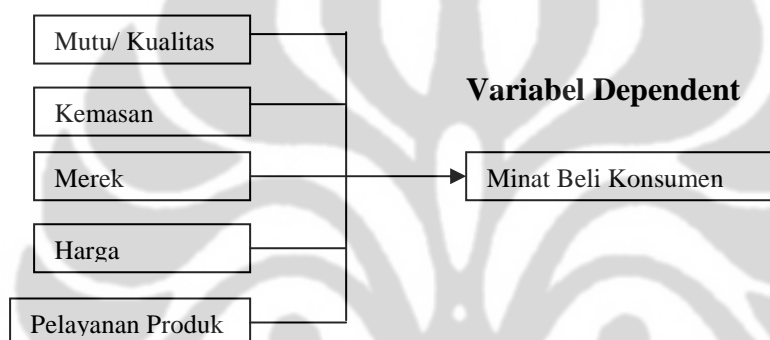 Mutu/ Kualitas
Variabel Dependent
Kemasan
Merek
Minat Beli Konsumen
Harga
Pelayanan Produk